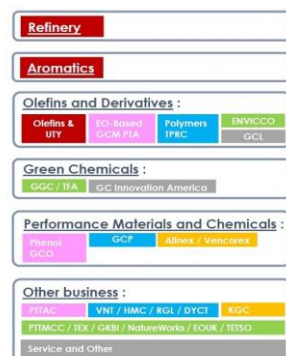 Refinery
Aromatics
Olefins and Derivatives :
Olefins & UTY
EO-Based GCM PTA
Polymers TPRC
ENVICCO
GCL
Green Chemicals :
GGC / TFA
GC Innovation America
Performance Materials and Chemicals :
Phenol GCO
GCP
Allnex / Vencorex
Other business :
PTTAC
VNT / HMC / RGL / DYCT
KGC
PTTMCC / TEX / GKBI / NatureWorks / EOUK / TETSO
Service and Other